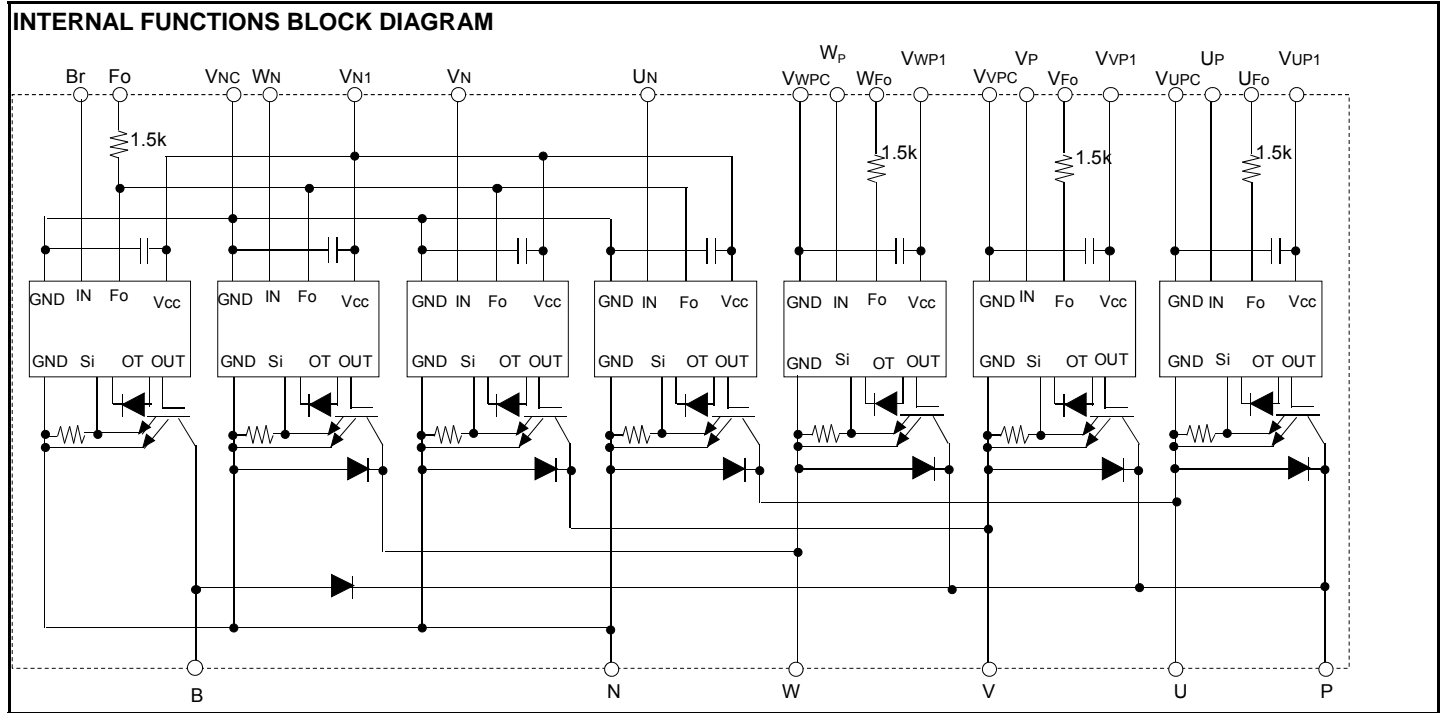 INTERNAL FUNCTIONS BLOCK DIAGRAM
Br Fo VNC WN VN1 VN UN VWPC WP WFo VWP1 VVPC VP VFo VVP1 VUPC UP UFo VUP1
1.5k 1.5k 1.5k 1.5k
GND IN Fo Vcc GND IN Fo Vcc GND IN Fo Vcc GND IN Fo Vcc GND IN Fo Vcc GND IN Fo Vcc GND IN Fo Vcc
GND Si OT OUT GND Si OT OUT GND Si OT OUT GND Si OT OUT GND Si OT OUT GND Si OT OUT GND Si OT OUT
B N W V U P